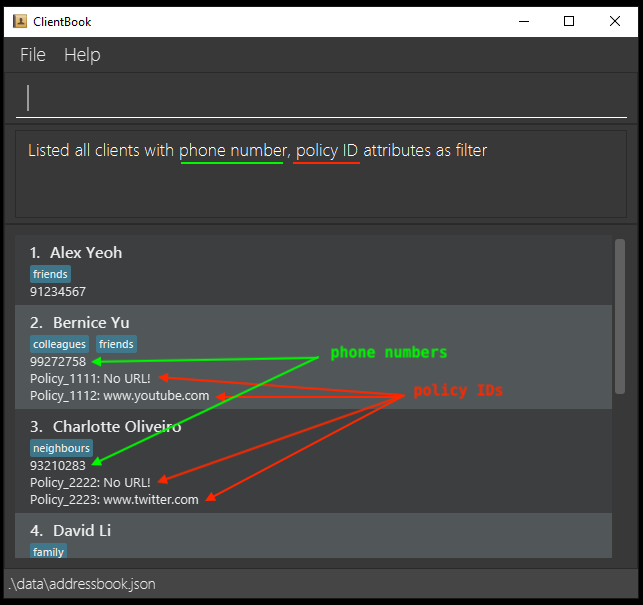 ClientBook
File Help
Listed all clients with phone number, policy ID attributes as filter
1. Alex Yeoh
friends
91234567
2. Bernice Yu
colleagues friends
99272758
phone numbers
Policy_1111: No URL!
policy IDs
Policy_1112: www.youtube.com
3. Charlotte Oliveiro
neighbours
93210283
Policy_2222: No URL!
Policy_2223: www.twitter.com
4. David Li
family
.\data\addressbook.json